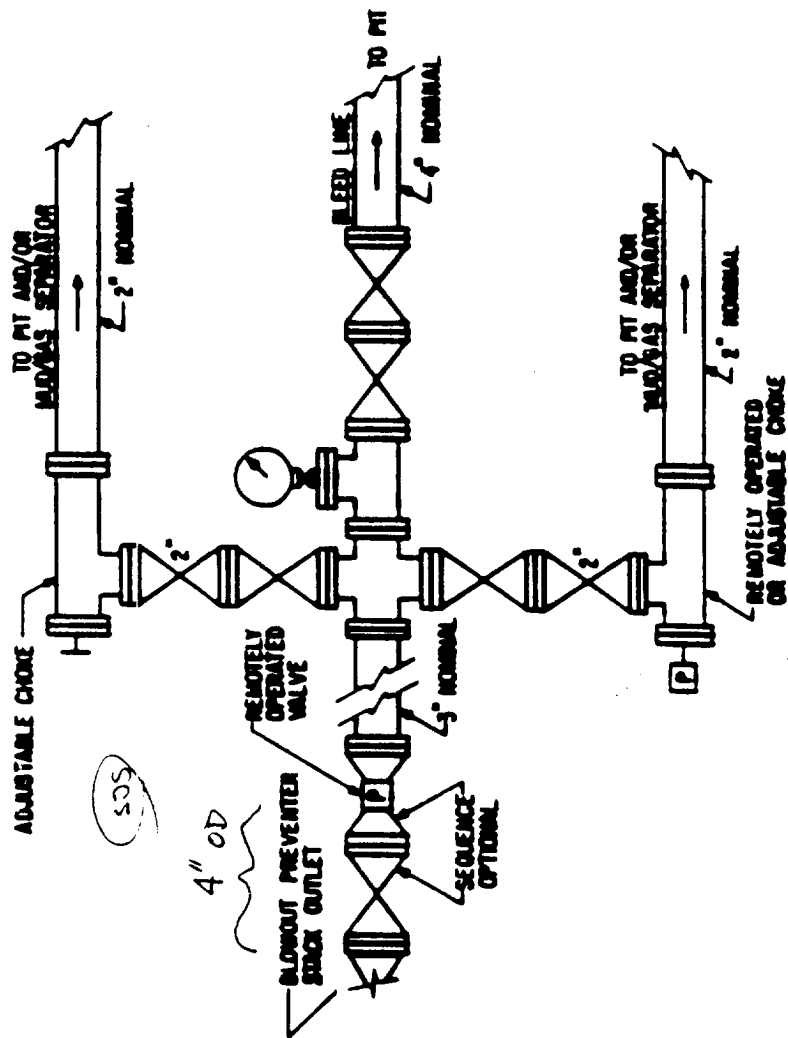 ADJUSTABLE CHOKE
TO PIT AND/OR
MUD/GAS SEPARATOR
2" NOMINAL
2"
BLEED LINE
TO PIT
4" NOMINAL
REMOTELY
OPERATED
VALVE
P
3" NOMINAL
SEQUENCE
OPTIONAL
BLOWOUT PREVENTER
STACK OUTLET
4" OD
2"
TO PIT AND/OR
MUD/GAS SEPARATOR
2" NOMINAL
P
REMOTELY OPERATED
OR ADJUSTABLE CHOKE